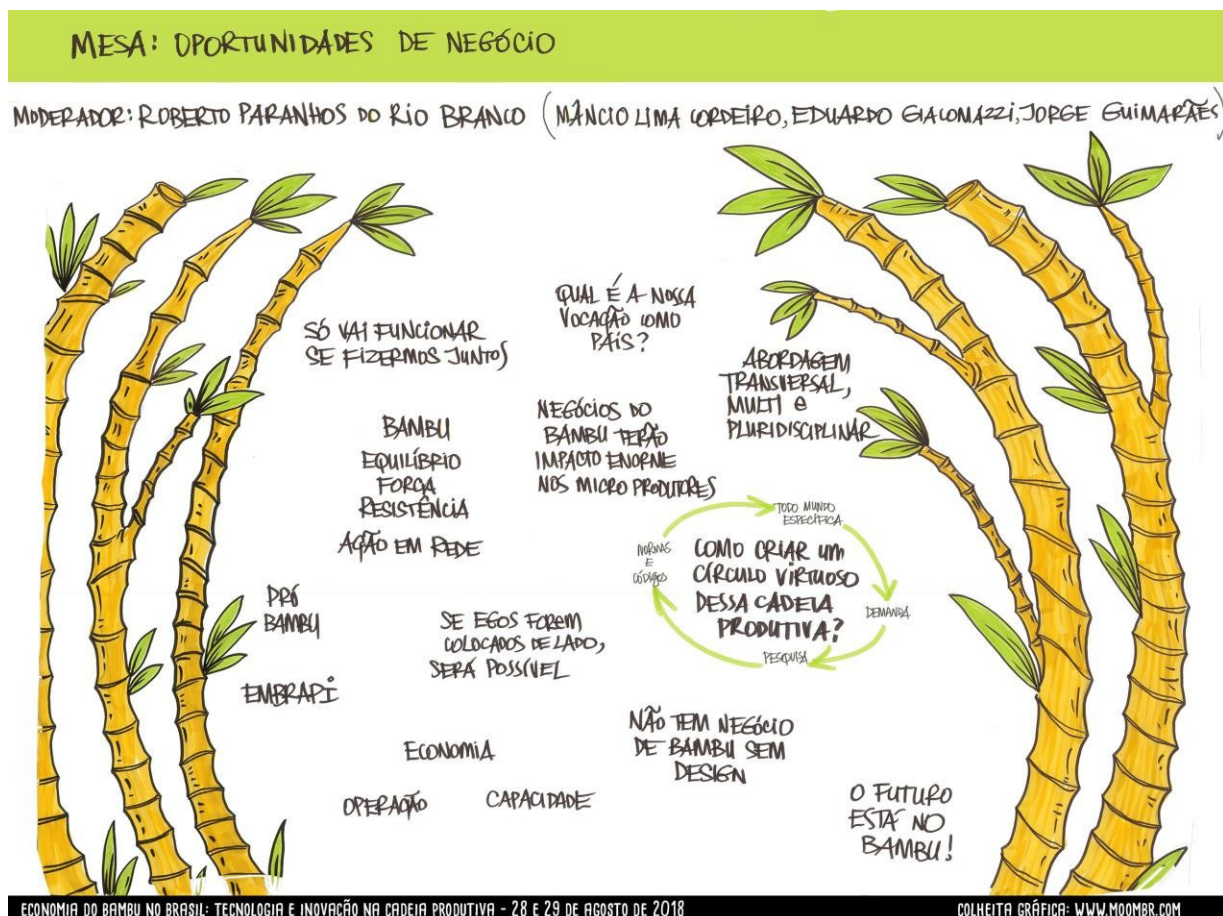 MESA: OPORTUNIDADES DE NEGÓCIO
MODERADOR: ROBERTO PARANHOS DO RIO BRANCO (MÂNCIO LIMA CORDEIRO, EDUARDO GIACOMAZZI, JORGE GUIMARÃES)
SÓ VAI FUNCIONAR
SE FIZERMOS JUNTOS
QUAL É A NOSSA
VOCAÇÃO COMO
PAÍS?
ABORDAGEM
TRANSVERSAL,
MULTI e
PLURIDISCIPLINAR
BAMBU
EQUILÍBRIO
FORÇA
RESISTÊNCIA
AÇÃO EM REDE
NEGÓCIOS DO
BAMBU TERÃO
IMPACTO ENORME
NOS MICRO PRODUTORES
TODO MUNDO
ESPECÍFICA
NORMAS
E
CÓDIGOS
COMO CRIAR UM
CÍRCULO VIRTUOSO
DESSA CADEIA
PRODUTIVA?
DEMANDA
PESQUISA
PRÓ
BAMBU
SE EGOS FOREM
COLOCADOS DE LADO,
SERÁ POSSÍVEL
EMBRAPI
ECONOMIA
OPERAÇÃO
CAPACIDADE
NÃO TEM NEGÓCIO
DE BAMBU SEM
DESIGN
O FUTURO
ESTÁ NO
BAMBU!
ECONOMIA DO BAMBU NO BRASIL: TECNOLOGIA E INOVAÇÃO NA CADEIA PRODUTIVA - 28 E 29 DE AGOSTO DE 2018
COLHEITA GRÁFICA: WWW.MOOMBR.COM